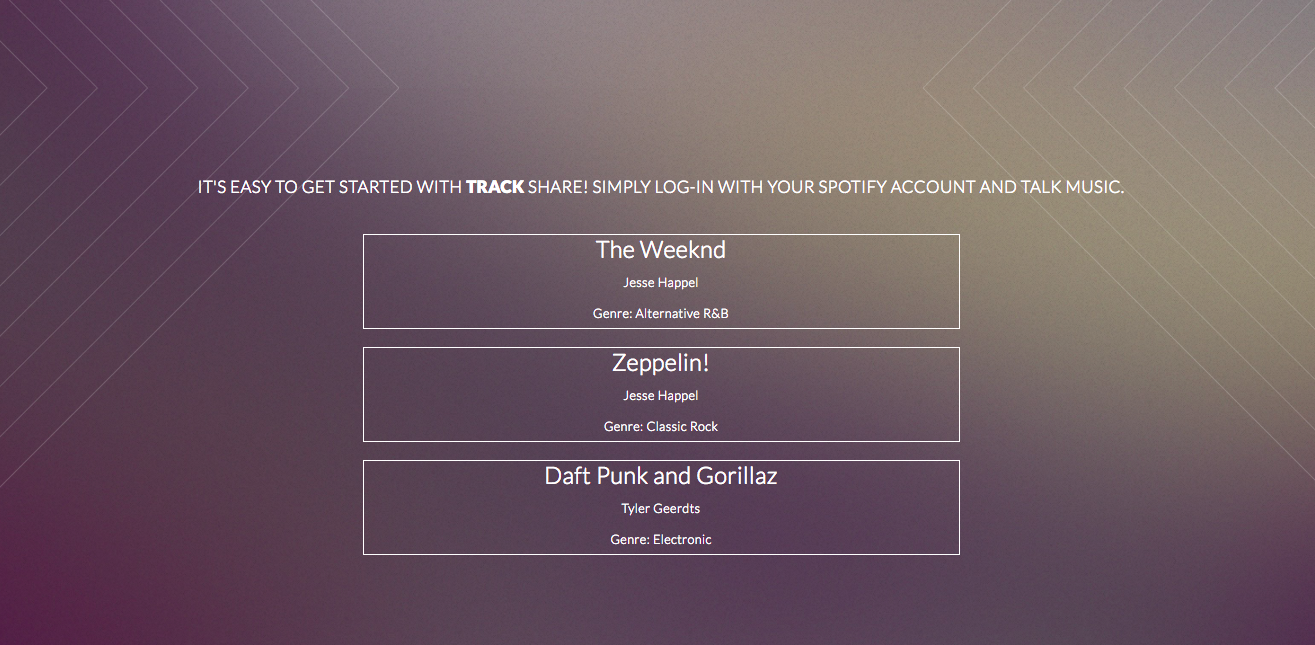 IT'S EASY TO GET STARTED WITH TRACK SHARE! SIMPLY LOG-IN WITH YOUR SPOTIFY ACCOUNT AND TALK MUSIC.
The Weeknd
Jesse Happel
Genre: Alternative R&B
Zeppelin!
Jesse Happel
Genre: Classic Rock
Daft Punk and Gorillaz
Tyler Geerdts
Genre: Electronic